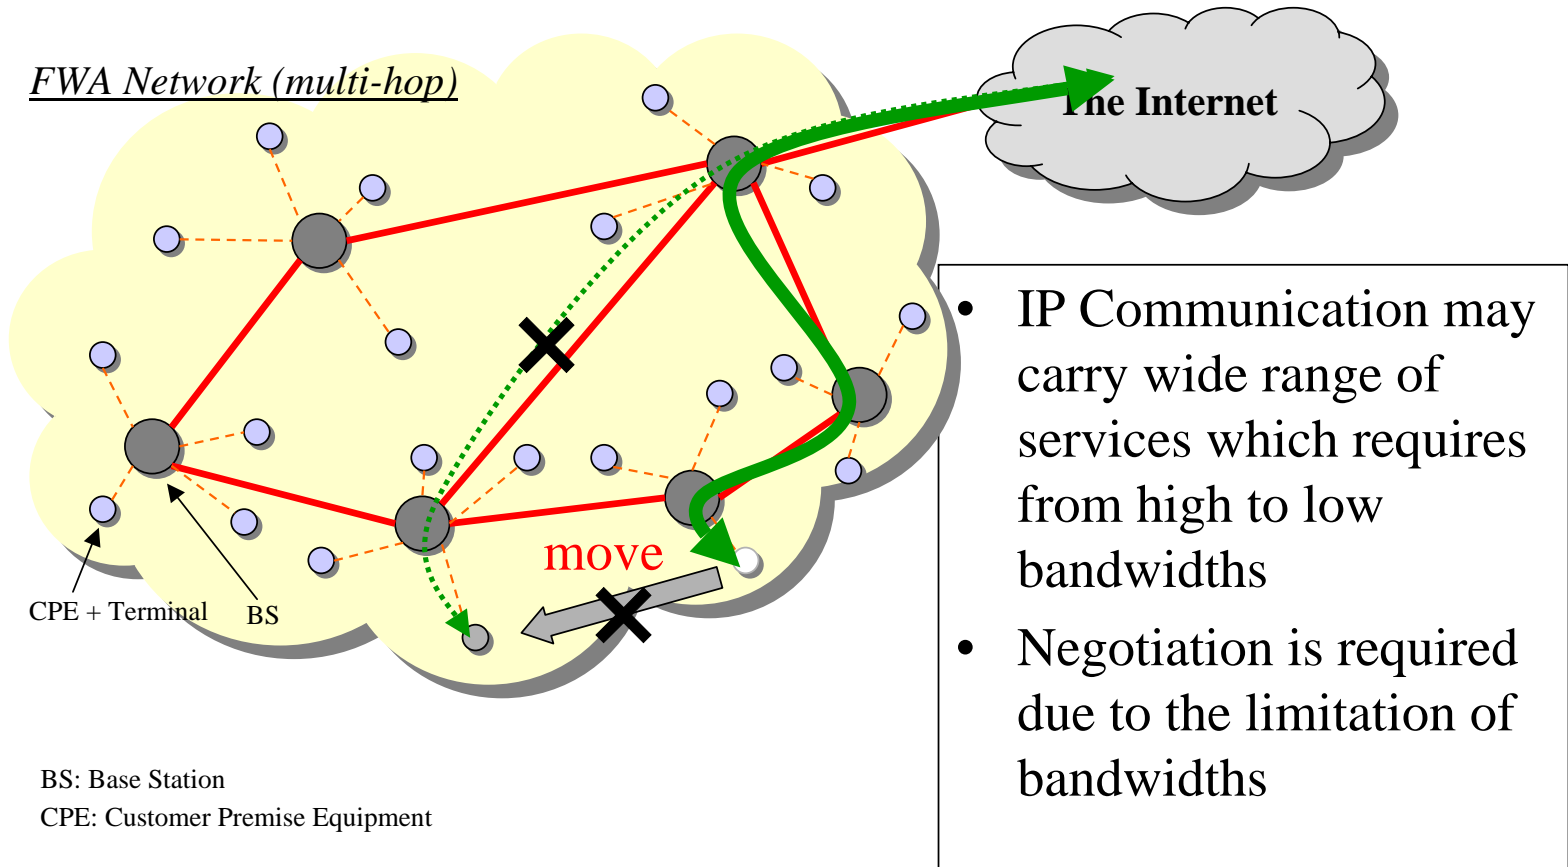 FWA Network (multi-hop)
The Internet
• IP Communication may
carry wide range of
services which requires
from high to low
bandwidths
• Negotiation is required
due to the limitation of
bandwidths
move
CPE + Terminal
BS
BS: Base Station
CPE: Customer Premise Equipment